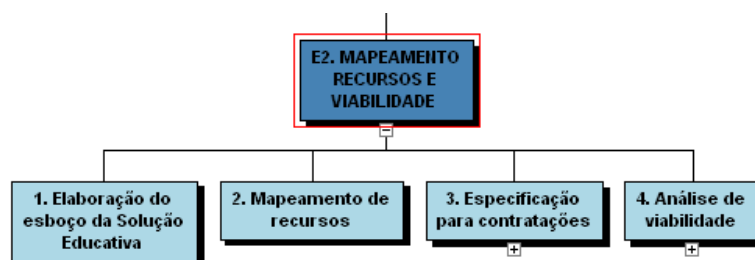 E2. MAPEAMENTO
RECURSOS E
VIABILIDADE
1. Elaboração do
esboço da Solução
Educativa
2. Mapeamento de
recursos
3. Especificação
para contratações
4. Análise de
viabilidade